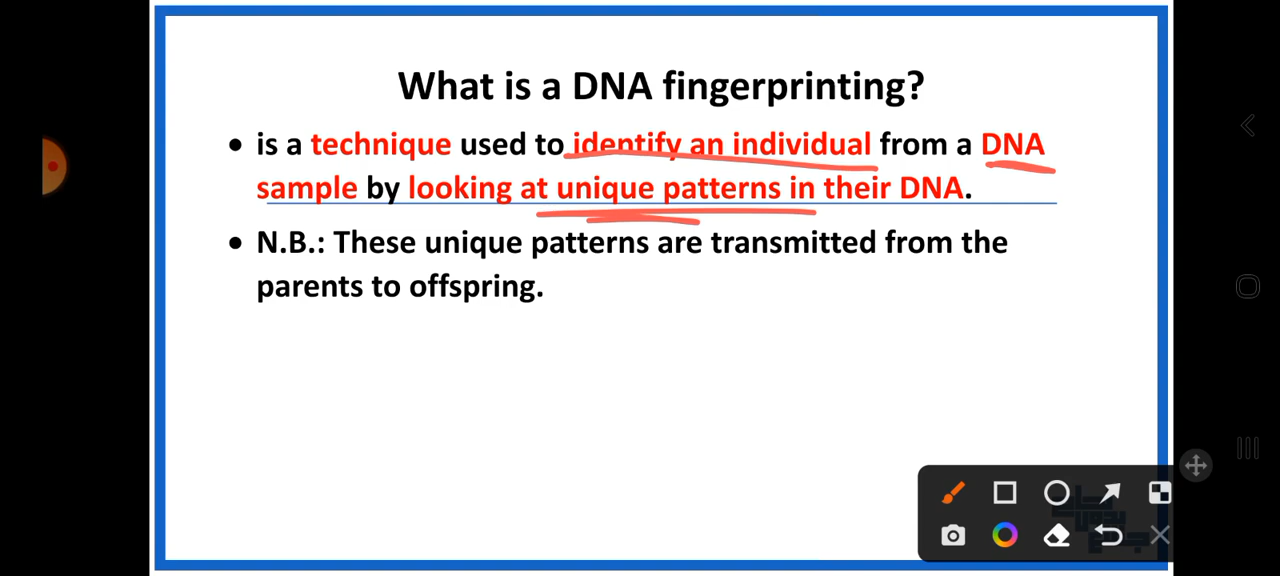 What is a DNA fingerprinting?
• is a technique used to identify an individual from a DNA
sample by looking at unique patterns in their DNA.
• N.B.: These unique patterns are transmitted from the
parents to offspring.